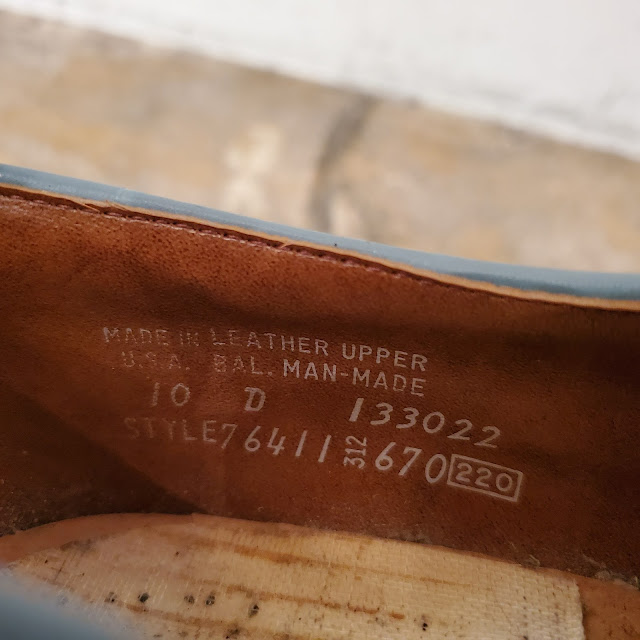 MADE IN LEATHER UPPER
U.S.A. BAL. MAN-MADE
10 D 133022
STYLE 76411 312 670 220